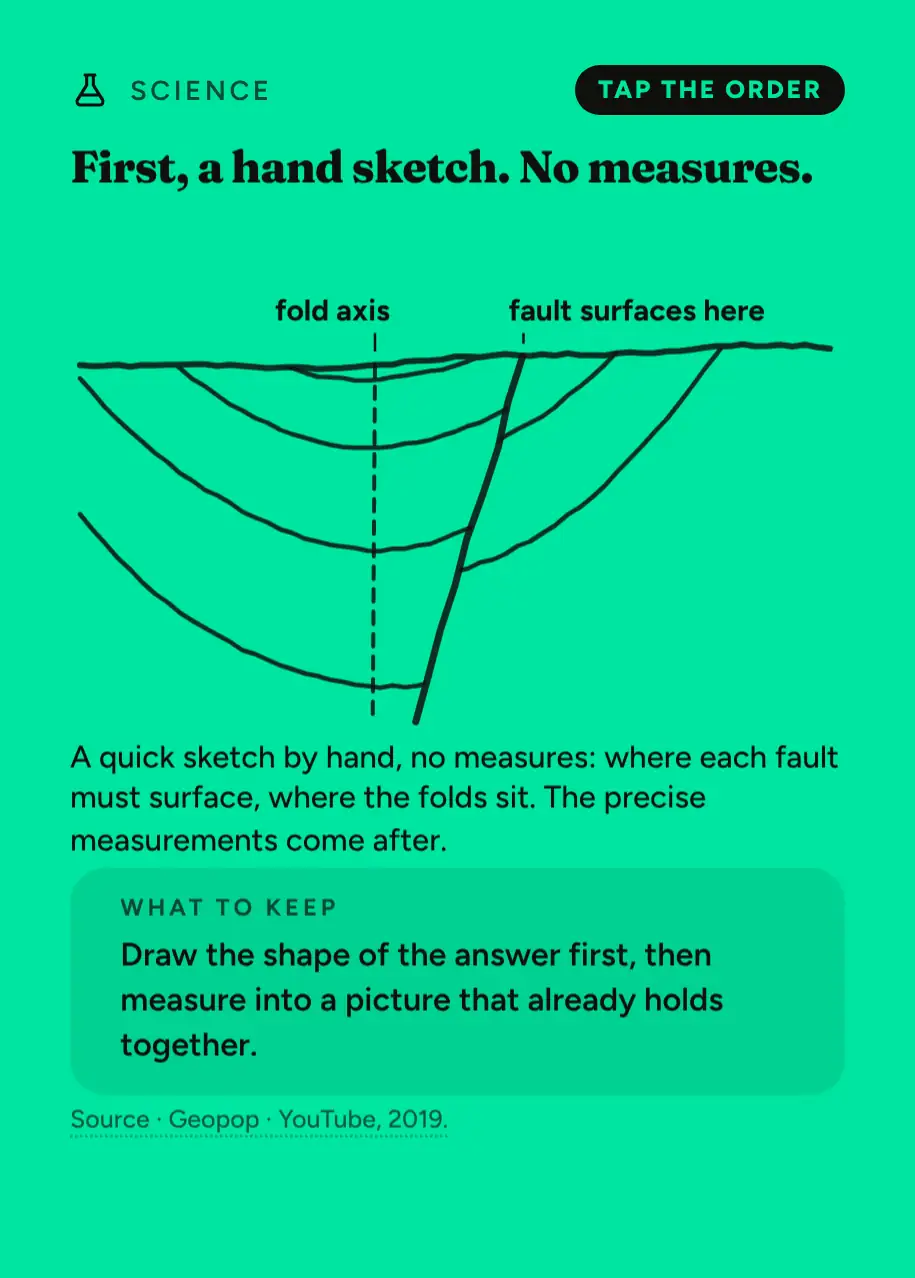 SCIENCE
TAP THE ORDER
First, a hand sketch. No measures.
fold axis
fault surfaces here
A quick sketch by hand, no measures: where each fault
must surface, where the folds sit. The precise
measurements come after.
WHAT TO KEEP
Draw the shape of the answer first, then
measure into a picture that already holds
together.
Source · Geopop · YouTube, 2019.